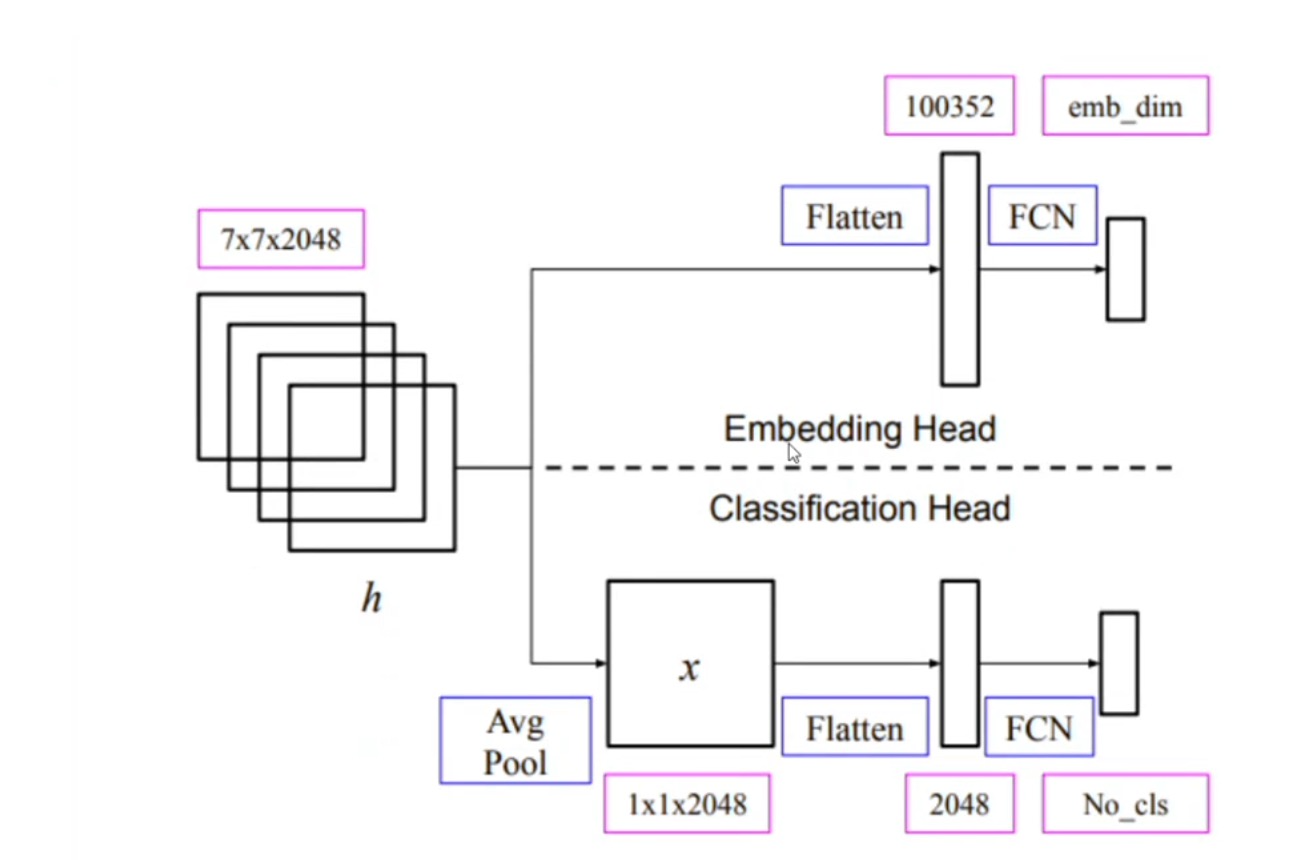 100352
emb_dim
Flatten
FCN
7x7x2048
Embedding Head
Classification Head
h
x
Avg
Pool
Flatten
FCN
1x1x2048
2048
No_cls